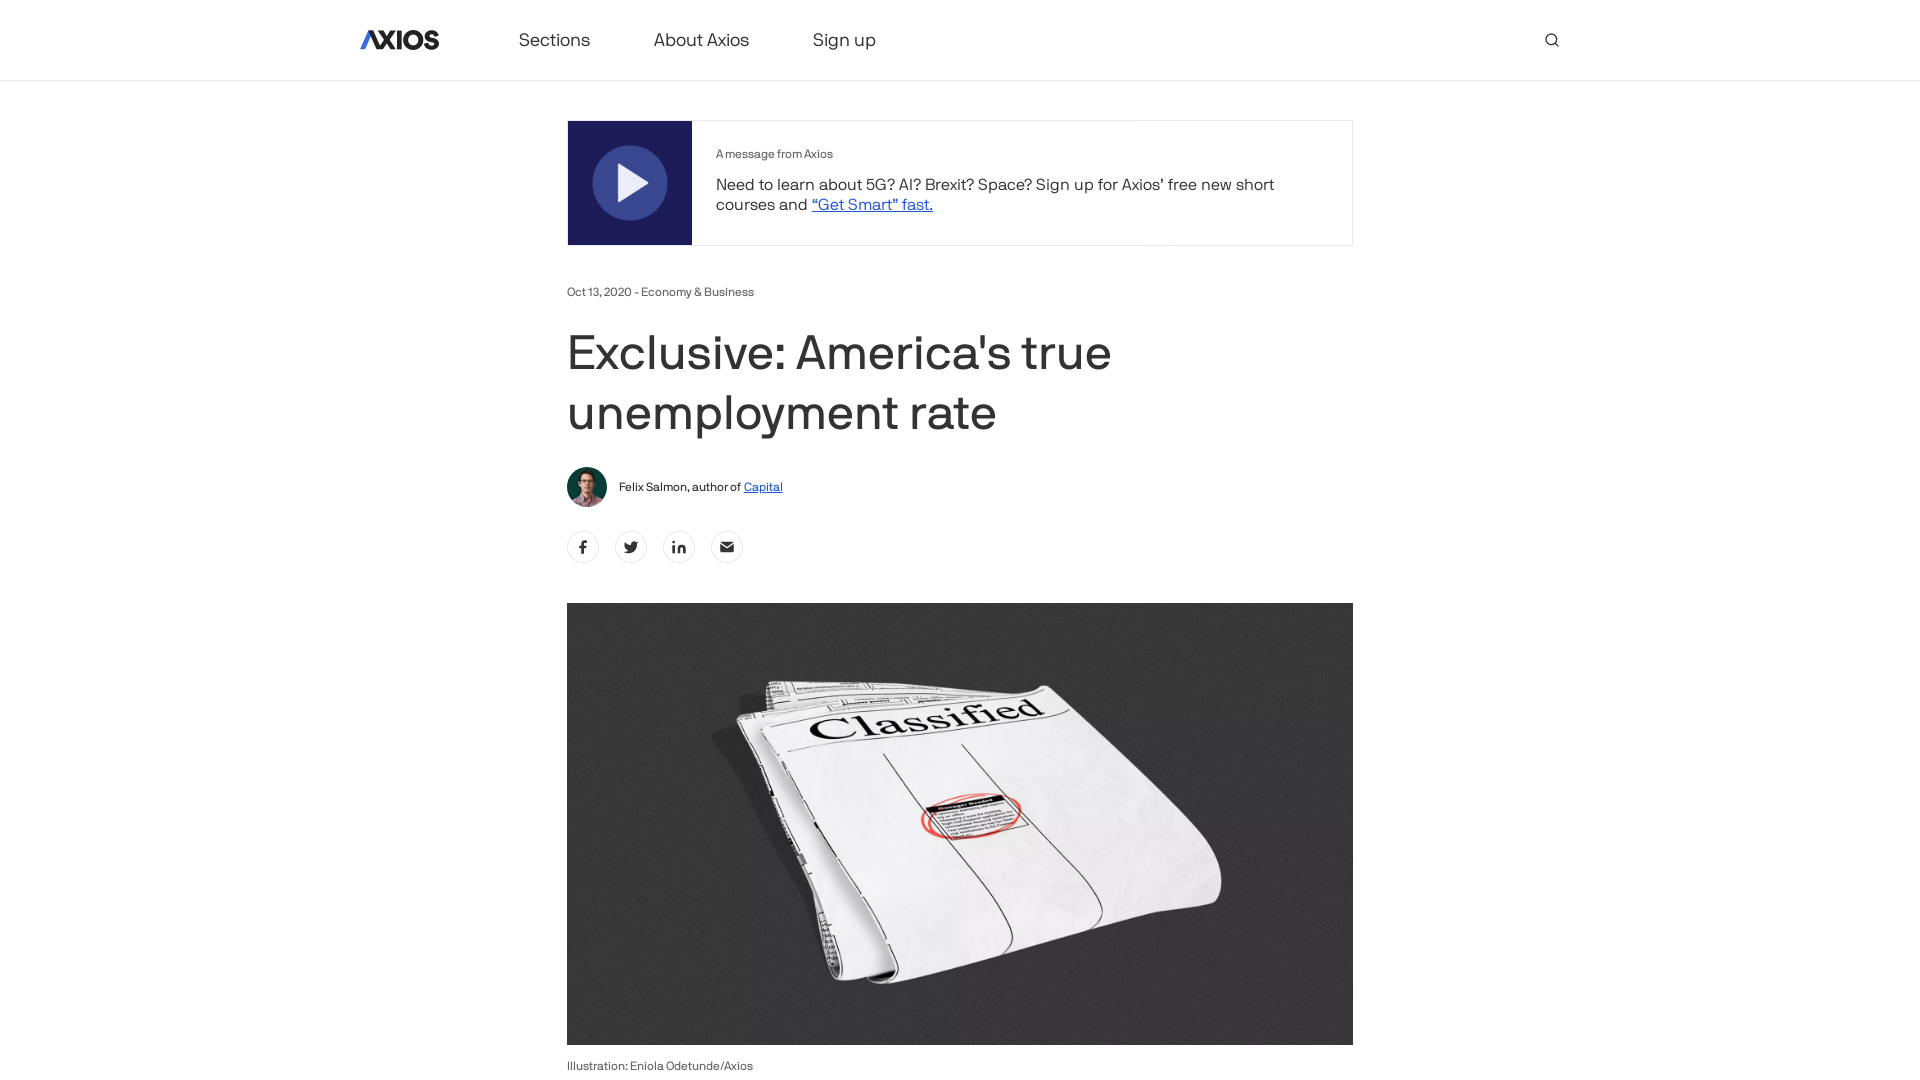 AXIOS
Sections
About Axios
Sign up
A message from Axios
Need to learn about 5G? AI? Brexit? Space? Sign up for Axios’ free new short
courses and “Get Smart” fast.
Oct 13, 2020 - Economy & Business
Exclusive: America's true
unemployment rate
Felix Salmon, author of Capital
Classified
Manager Needed
Illustration: Eniola Odetunde/Axios